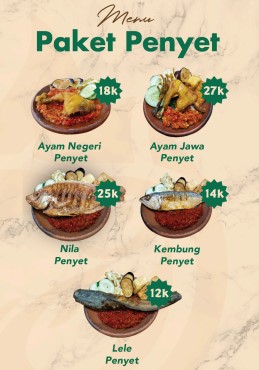 Menu
Paket Penyet
18k
27k
Ayam Negeri
Penyet
Ayam Jawa
Penyet
25k
14k
Nila
Penyet
Kembung
Penyet
12k
Lele
Penyet